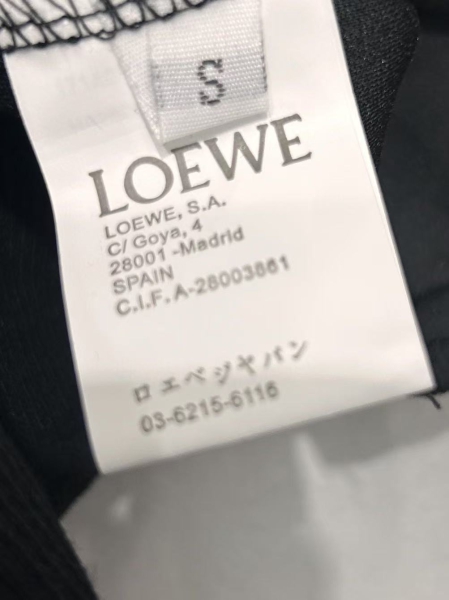 S
LOEWE
LOEWE, S.A.
C/ Goya, 4
28001 -Madrid
SPAIN
C.I.F. A-28003861
ロエベジャパン
03-6215-6116